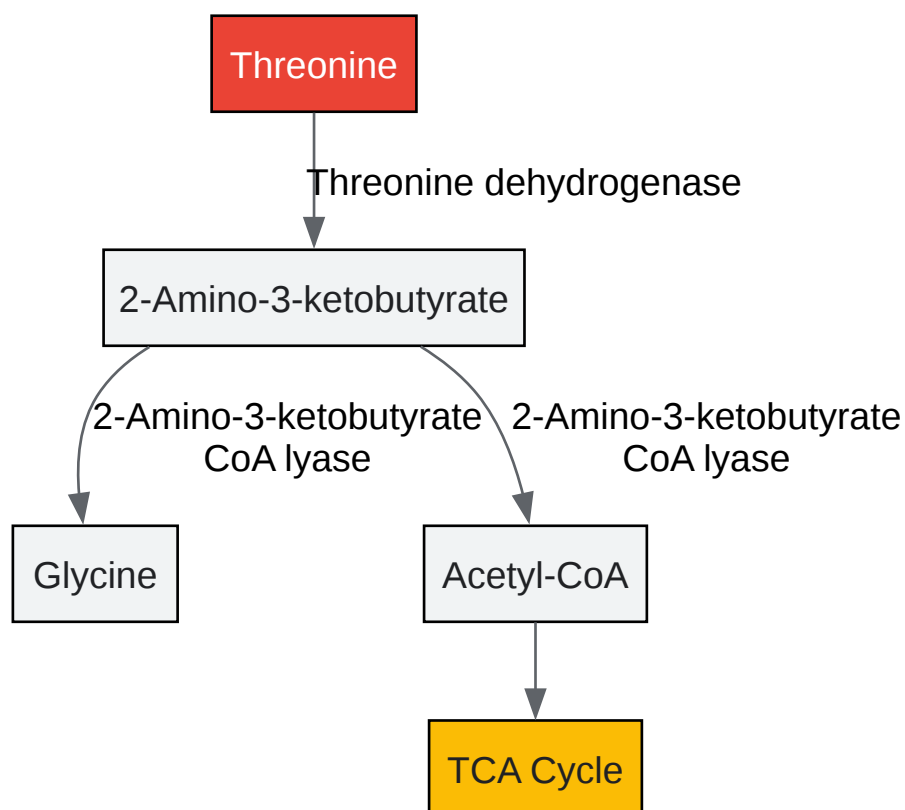 Threonine
Threonine dehydrogenase
2-Amino-3-ketobutyrate
2-Amino-3-ketobutyrate
CoA lyase
2-Amino-3-ketobutyrate
CoA lyase
Glycine
Acetyl-CoA
TCA Cycle